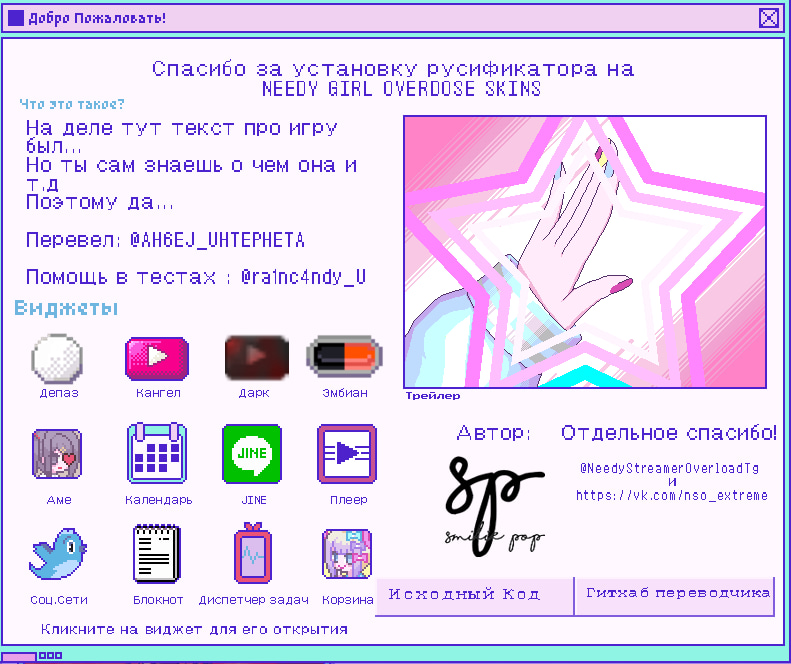 Добро Пожаловать!
Спасибо за установку русификатора на
NEEDY GIRL OVERDOSE SKINS
Что это такое?
На деле тут текст про игру
был...
Но ты сам знаешь о чем она и
т.д
Поэтому да...
Перевел: @AH6EJ_UHTEPHETA
Помощь в тестах : @ra1nc4ndy_U
Виджеты
Депаз
Кангел
Дарк
Эмбиан
Аме
Календарь
JINE
JINE
Плеер
Соц.Сети
Блокнот
Диспетчер задач
Корзина
Кликните на виджет для его открытия
Трейлер
Автор:
smilie pop
Отдельное спасибо!
@NeedyStreamerOverloadTg
и
https://vk.com/nso_extreme
Исходный Код
Гитхаб переводчика